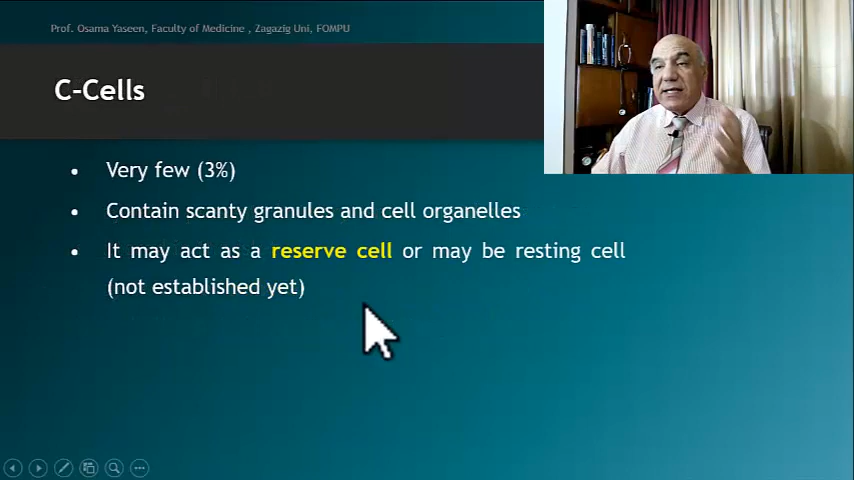 Prof. Osama Yaseen, Faculty of Medicine , Zagazig Uni, FOMPU
C-Cells
• Very few (3%)
• Contain scanty granules and cell organelles
• It may act as a reserve cell or may be resting cell
(not established yet)